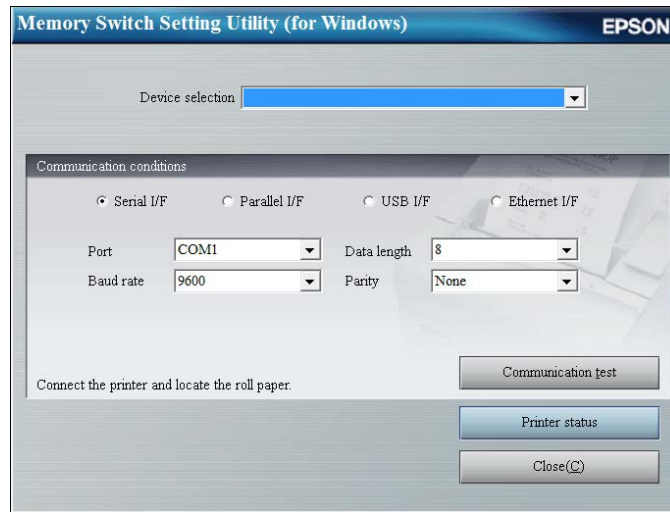 Memory Switch Setting Utility (for Windows) EPSON
Device selection
Communication conditions
Serial I/F Parallel I/F USB I/F Ethernet I/F
Port COM1 Data length 8
Baud rate 9600 Parity None
Communication test
Connect the printer and locate the roll paper.
Printer status
Close(C)